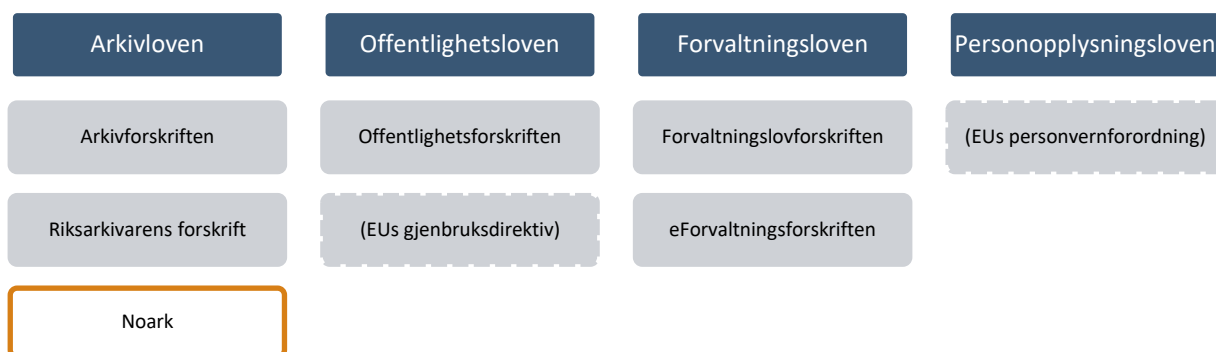 Arkivloven
Offentlighetsloven
Forvaltningsloven
Personopplysningsloven
Arkivforskriften
Offentlighetsforskriften
Forvaltningslovforskriften
(EUs personvernforordning)
Riksarkivarens forskrift
(EUs gjenbruksdirektiv)
eForvaltningsforskriften
Noark